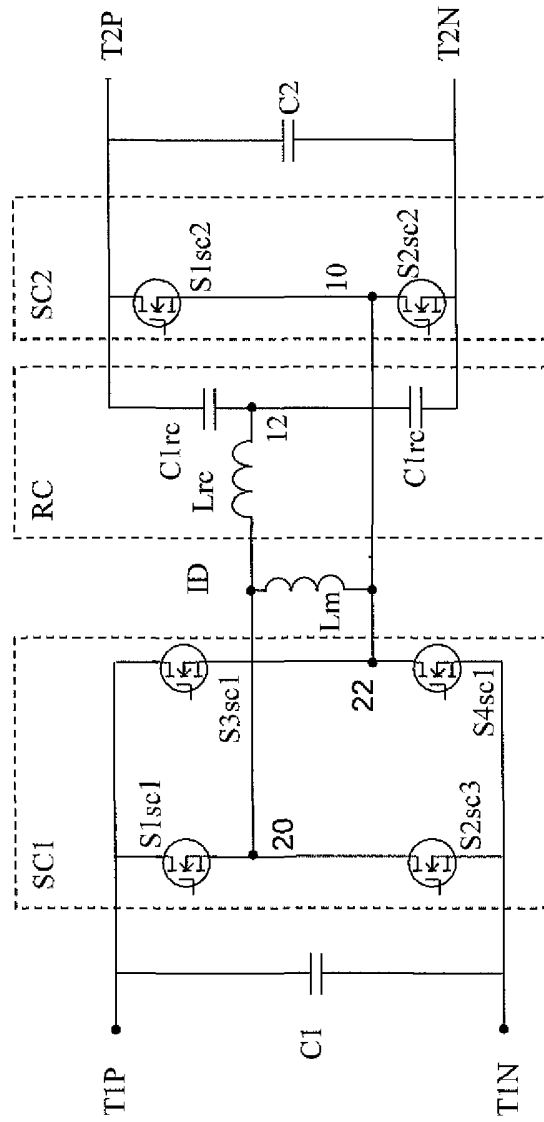 T1P
T1N
C1
SC1
S1sc1
20
S2sc3
S3sc1
22
S4sc1
ID
Lm
RC
C1rc
Lrc
12
C1rc
SC2
S1sc2
10
S2sc2
C2
T2P
T2N